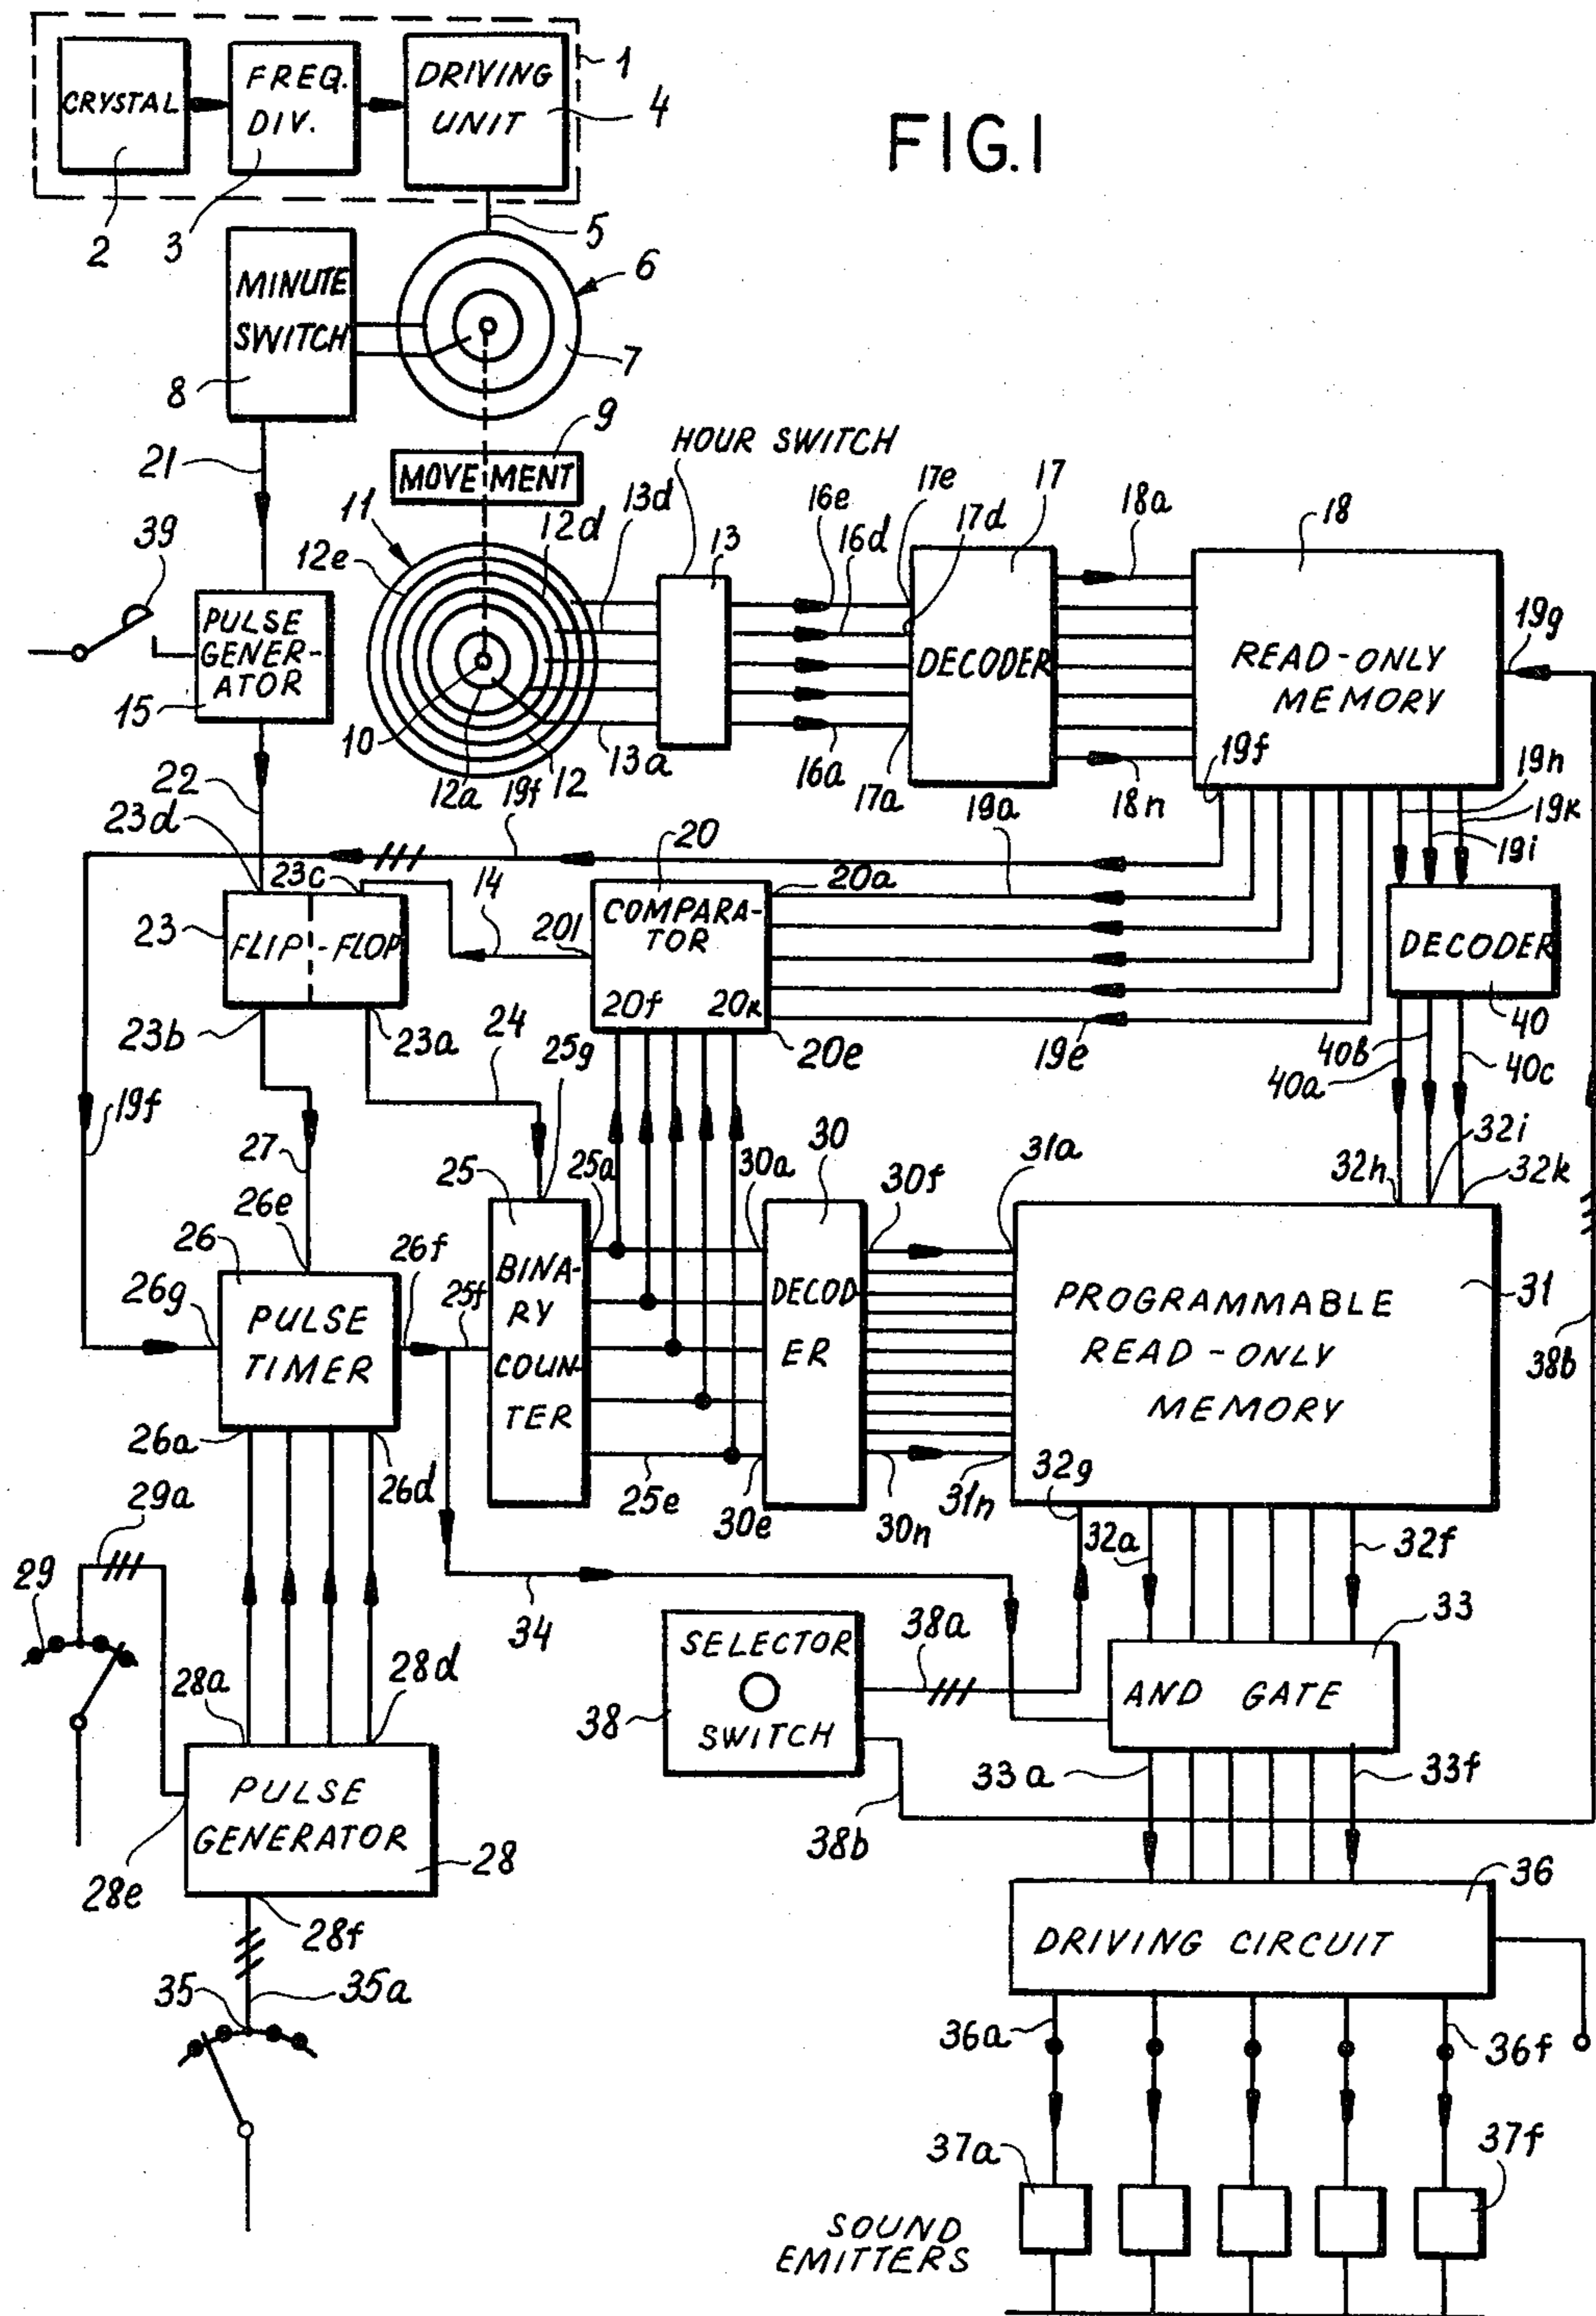 FIG.1
CRYSTAL
FREQ.
DIV.
DRIVING
UNIT
1
2
3
4
5
MINUTE
SWITCH
8
6
7
21
9
MOVEMENT
HOUR SWITCH
39
PULSE
GENER-
ATOR
15
11
12e
12d
13d
10
12a
12
13a
13
16e
16d
16a
17e
17d
17a
17
DECODER
18a
18n
18
READ-ONLY
MEMORY
19g
19f
19h
19k
19i
22
23d
19f
19a
23c
14
201
20
20a
COMPARA-
TOR
20f
20k
20e
19e
23
FLIP-FLOP
23b
23a
24
25g
DECODER
40
40b
40a
40c
19f
27
26e
26
26g
PULSE
TIMER
26f
26a
26d
25
25a
25f
BINA-
RY
COUN-
TER
25e
30a
30
DECOD
ER
30e
30f
30n
31a
31n
32h
32i
32k
PROGRAMMABLE
READ-ONLY
MEMORY
31
38b
32g
32a
32f
29a
29
34
SELECTOR
SWITCH
38
38a
38b
33
AND GATE
33a
33f
28a
28d
PULSE
GENERATOR
28
28e
28f
35
35a
36
DRIVING CIRCUIT
36a
36f
37a
37f
SOUND
EMITTERS